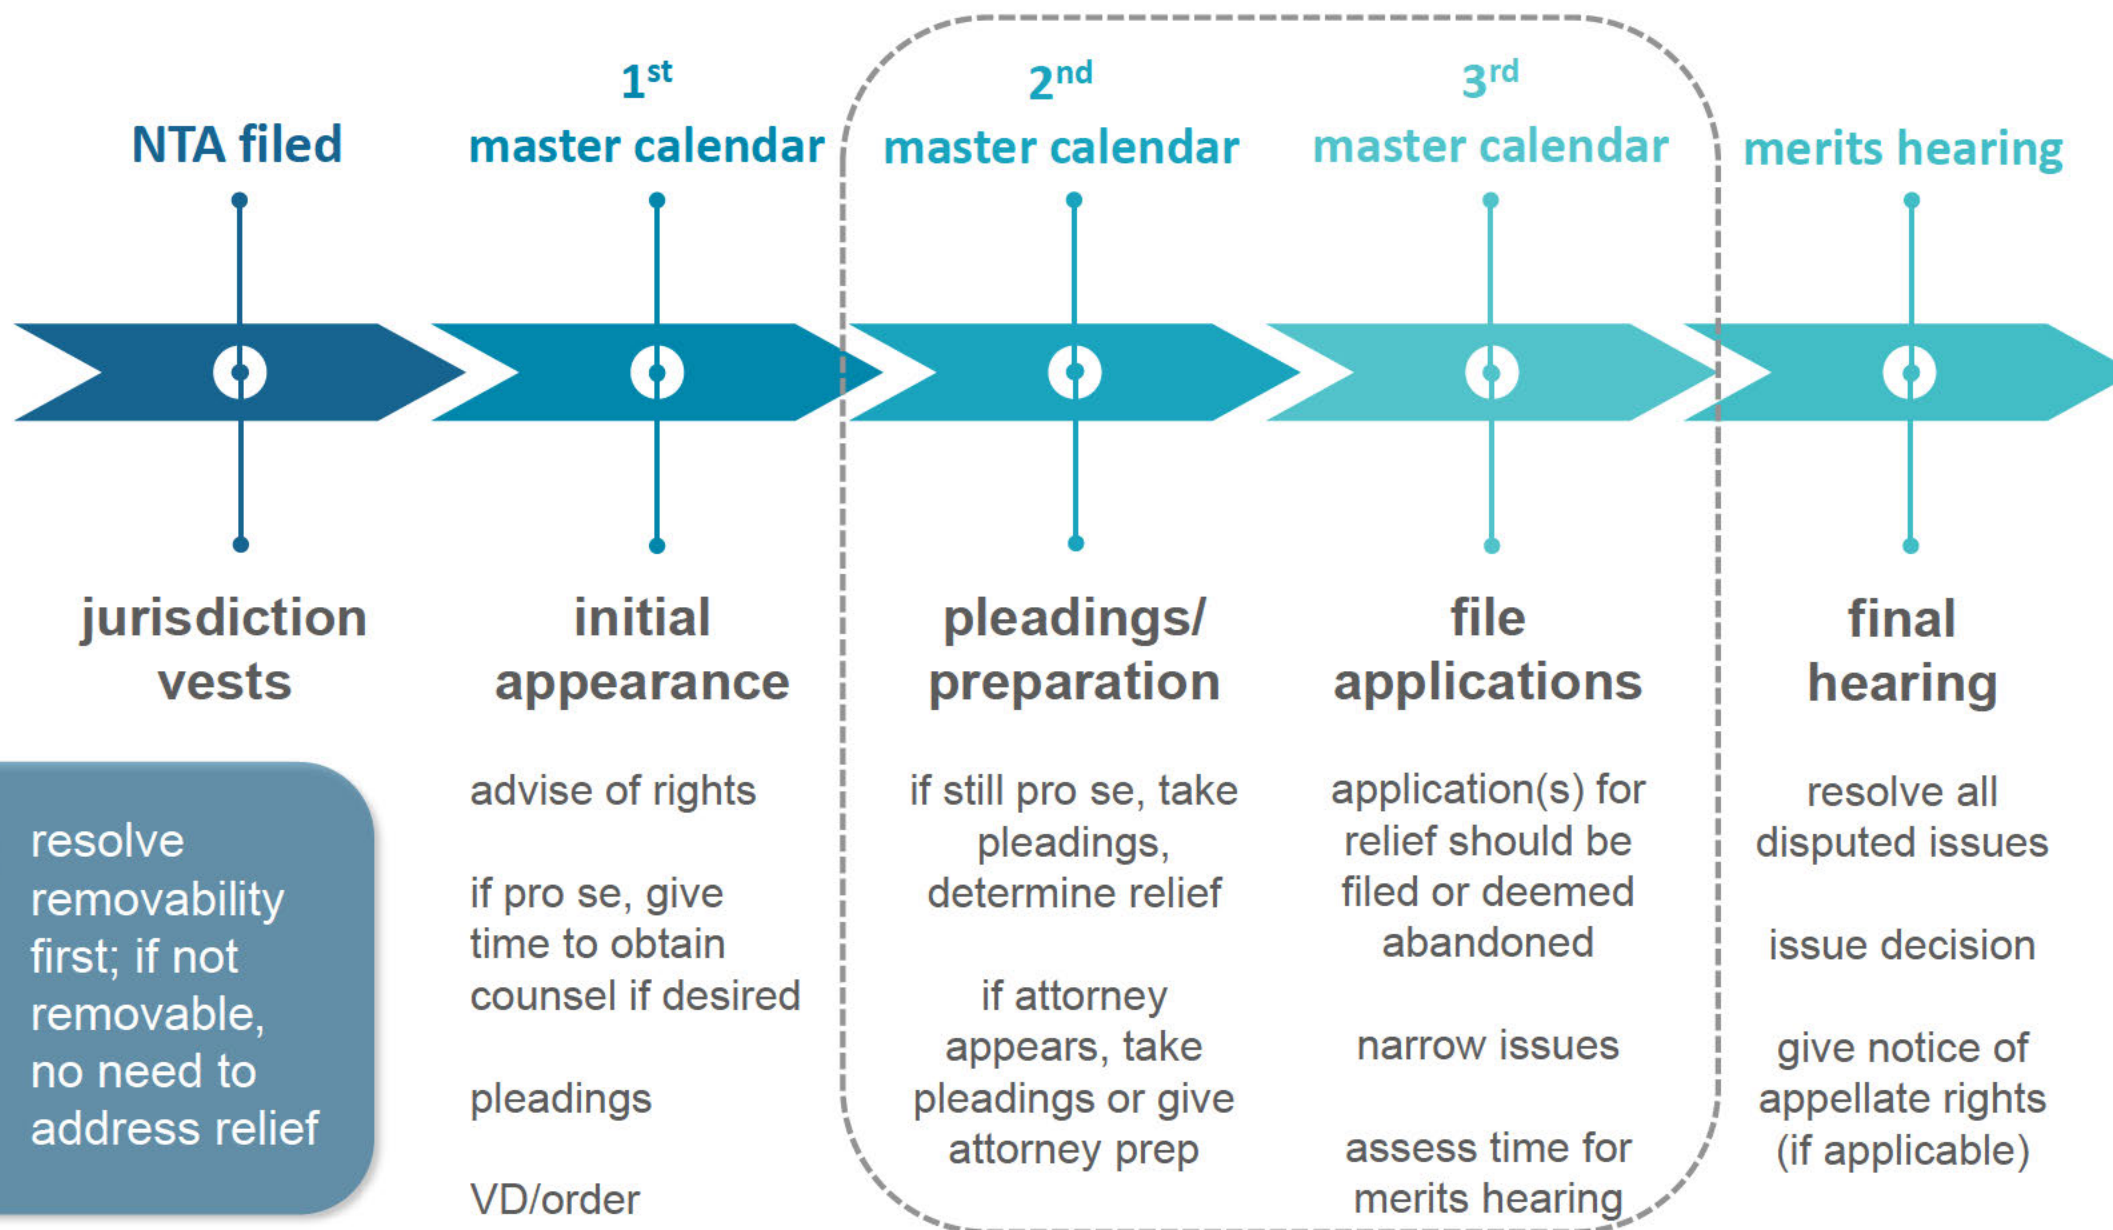 NTA filed
1st
master calendar
2nd
master calendar
3rd
master calendar
merits hearing
jurisdiction
vests
resolve
removability
first; if not
removable,
no need to
address relief
initial
appearance
advise of rights
if pro se, give
time to obtain
counsel if desired
pleadings
VD/order
pleadings/
preparation
if still pro se, take
pleadings,
determine relief
if attorney
appears, take
pleadings or give
attorney prep
file
applications
application(s) for
relief should be
filed or deemed
abandoned
narrow issues
assess time for
merits hearing
final
hearing
resolve all
disputed issues
issue decision
give notice of
appellate rights
(if applicable)